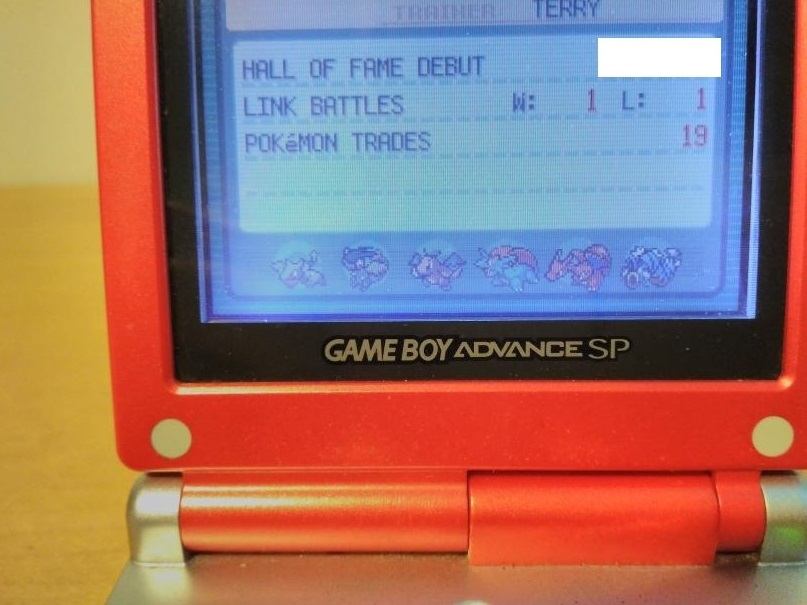 TRAINER TERRY
HALL OF FAME DEBUT
LINK BATTLES W: 1 L: 1
POKéMON TRADES 19
GAME BOY ADVANCE SP